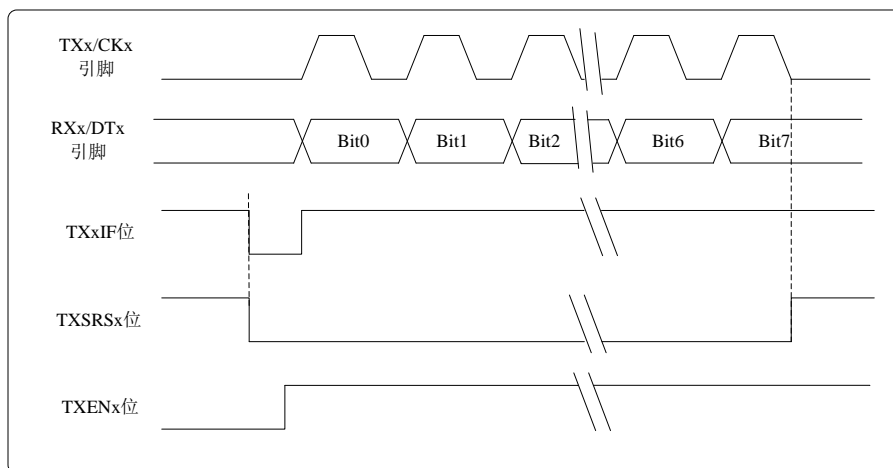 TXx/CKx
引脚
RXx/DTx
引脚
Bit0 Bit1 Bit2 Bit6 Bit7
TXxIF位
TXSRSx位
TXENx位